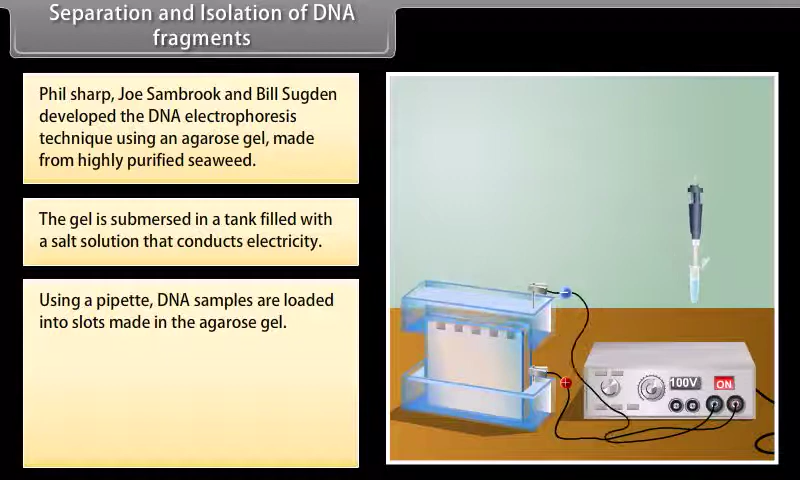 Separation and Isolation of DNA
fragments
Phil sharp, Joe Sambrook and Bill Sugden
developed the DNA electrophoresis
technique using an agarose gel, made
from highly purified seaweed.
The gel is submersed in a tank filled with
a salt solution that conducts electricity.
Using a pipette, DNA samples are loaded
into slots made in the agarose gel.
100V
ON